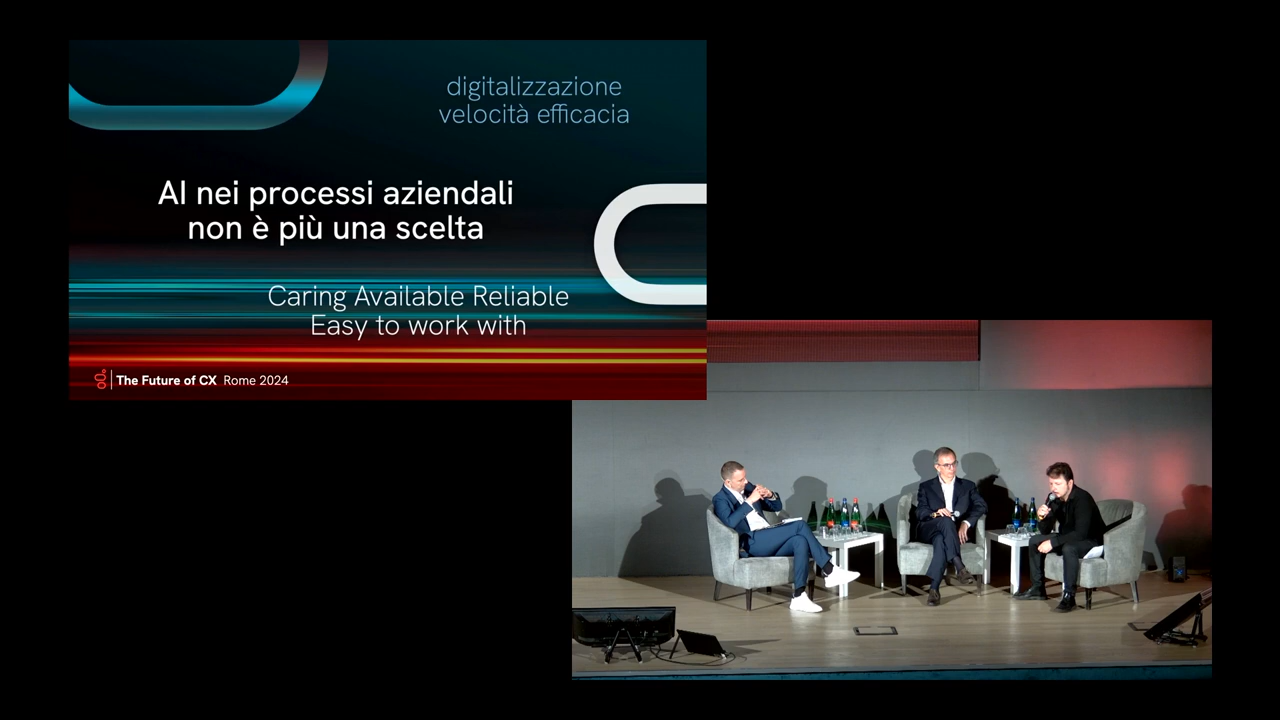 digitalizzazione
velocità efficacia
AI nei processi aziendali
non è più una scelta
Caring Available Reliable
Easy to work with
The Future of CX Rome 2024